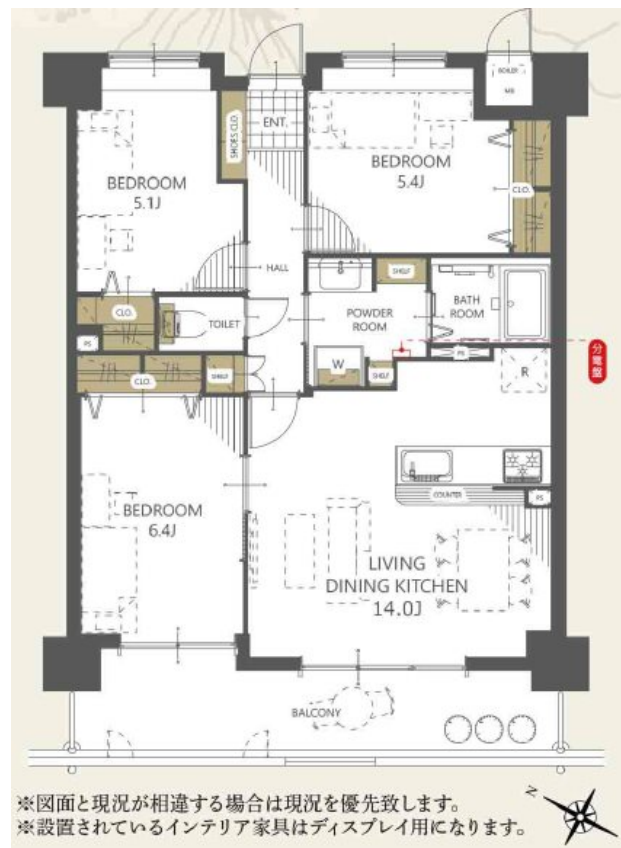 BOILER
MB
ENT.
SHOES CLO.
BEDROOM
5.1J
BEDROOM
5.4J
CLO.
HALL
SHELF
CLO.
TOILET
POWDER
ROOM
BATH
ROOM
PS
PS
W
SHELF
R
分電盤
CLO.
SHELF
COUNTER
PS
BEDROOM
6.4J
LIVING
DINING KITCHEN
14.0J
BALCONY
N
※図面と現況が相違する場合は現況を優先致します。
※設置されているインテリア家具はディスプレイ用になります。